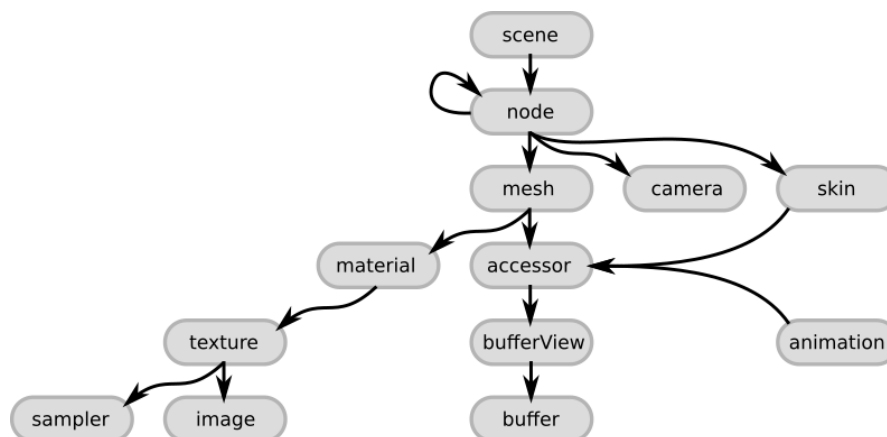 scene
node
mesh
camera
skin
material
accessor
texture
bufferView
animation
sampler
image
buffer